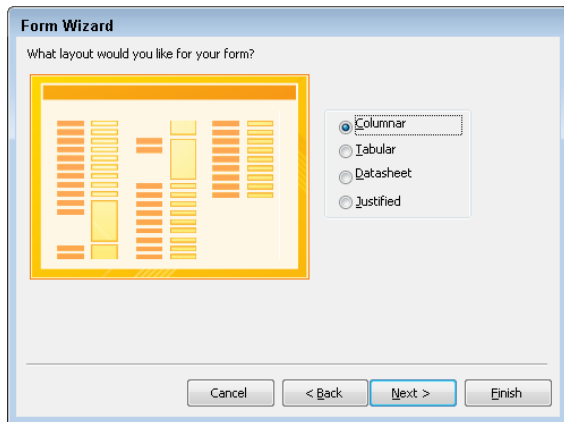 Form Wizard
What layout would you like for your form?
Columnar
Tabular
Datasheet
Justified
Cancel
< Back
Next >
Finish